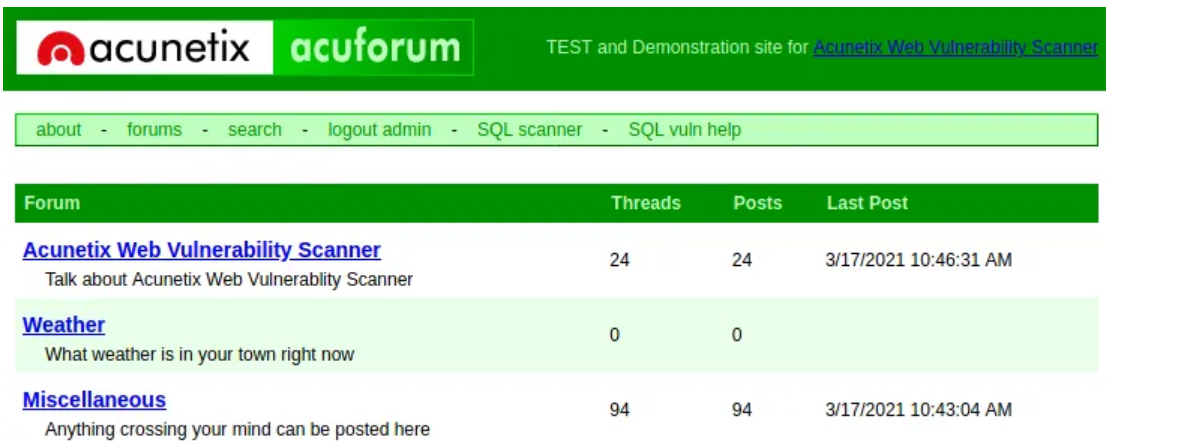 acunetix acuforum TEST and Demonstration site for Acunetix Web Vulnerability Scanner
about - forums - search - logout admin - SQL scanner - SQL vuln help
Forum Threads Posts Last Post
Acunetix Web Vulnerability Scanner
24 24 3/17/2021 10:46:31 AM
Talk about Acunetix Web Vulnerablity Scanner
Weather
0 0
What weather is in your town right now
Miscellaneous
94 94 3/17/2021 10:43:04 AM
Anything crossing your mind can be posted here